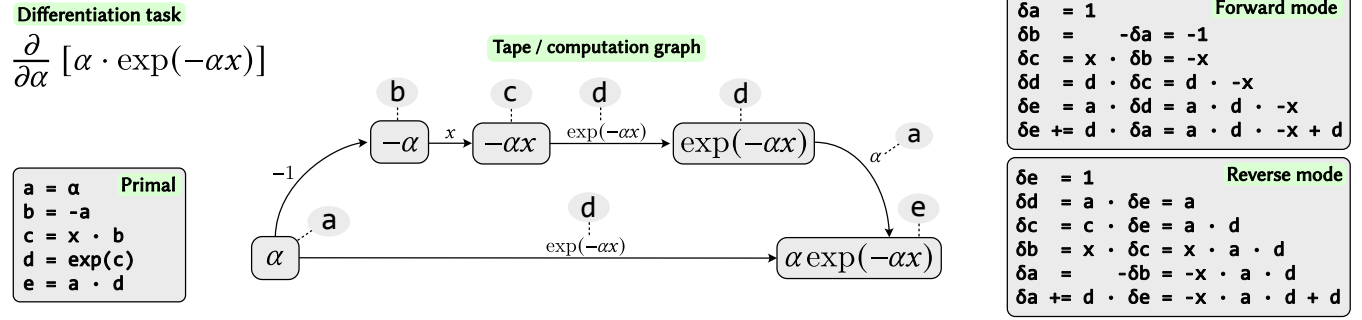 Differentiation task
∂/∂α [α · exp(−αx)]
Primal
a = α
b = -a
c = x · b
d = exp(c)
e = a · d
Tape / computation graph
b
c
d
d
a
−α
x
−αx
exp(−αx)
exp(−αx)
α
−1
a
d
e
α
exp(−αx)
α exp(−αx)
Forward mode
δa = 1
δb = -δa = -1
δc = x · δb = -x
δd = d · δc = d · -x
δe = a · δd = a · d · -x
δe += d · δa = a · d · -x + d
Reverse mode
δe = 1
δd = a · δe = a
δc = c · δe = a · d
δb = x · δc = x · a · d
δa = -δb = -x · a · d
δa += d · δe = -x · a · d + d